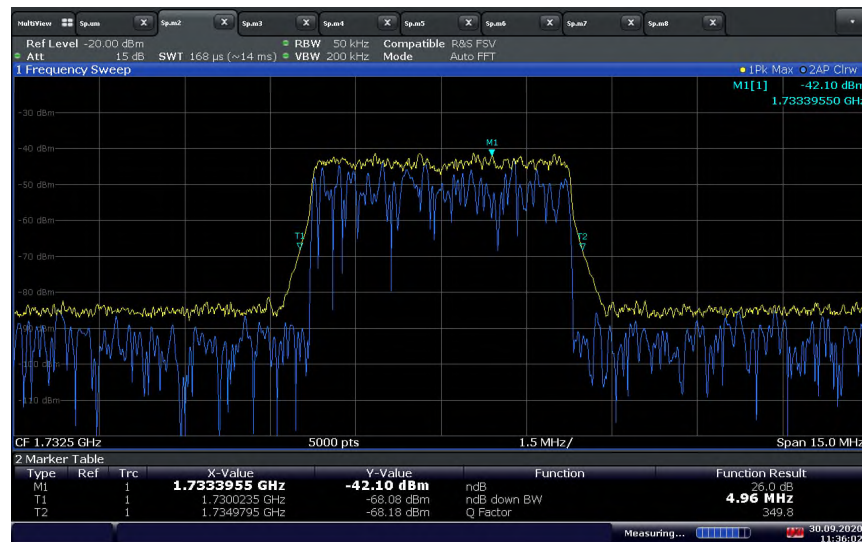 MultiView Sp.um X Sp.m2 X Sp.m3 X Sp.m4 X Sp.m5 X Sp.m6 X Sp.m7 X Sp.m8 X
Ref Level -20.00 dBm RBW 50 kHz Compatible R&S FSV
Att 15 dB SWT 168 µs (~14 ms) VBW 200 kHz Mode Auto FFT
1 Frequency Sweep 1Pk Max 2AP Clrw
M1[1] -42.10 dBm
1.73339550 GHz
-30 dBm
-40 dBm
M1
-50 dBm
-60 dBm
T1 T2
-70 dBm
-80 dBm
-90 dBm
-100 dBm
-110 dBm
CF 1.7325 GHz 5000 pts 1.5 MHz/ Span 15.0 MHz
2 Marker Table
Type Ref Trc X-Value Y-Value Function Function Result
M1 1 1.7333955 GHz -42.10 dBm ndB 26.0 dB
T1 1 1.7300235 GHz -68.08 dBm ndB down BW 4.96 MHz
T2 1 1.7349795 GHz -68.18 dBm Q Factor 349.8
Measuring... 30.09.2020
11:36:02